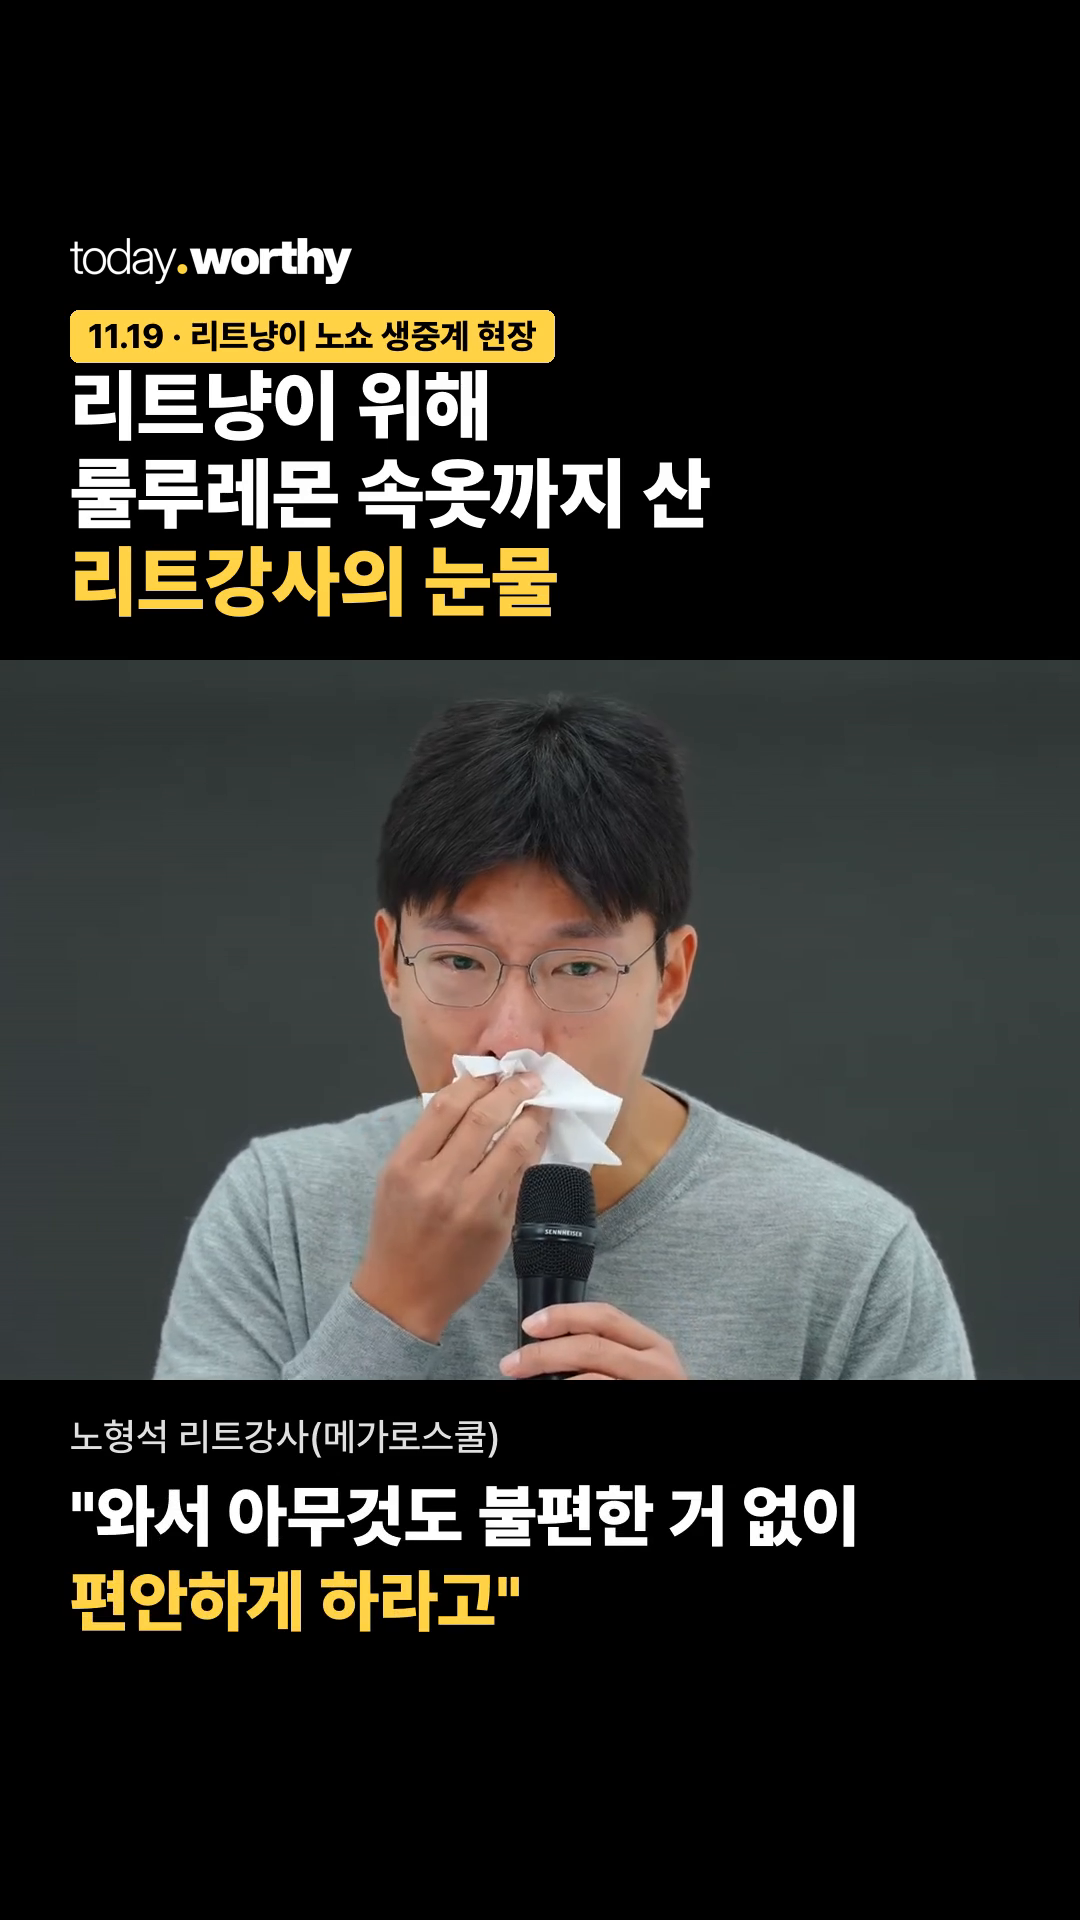 today.worthy
11.19 · 리트냥이 노쇼 생중계 현장
리트냥이 위해
룰루레몬 속옷까지 산
리트강사의 눈물
SENNHEISER
노형석 리트강사(메가로스쿨)
"와서 아무것도 불편한 거 없이
편안하게 하라고"